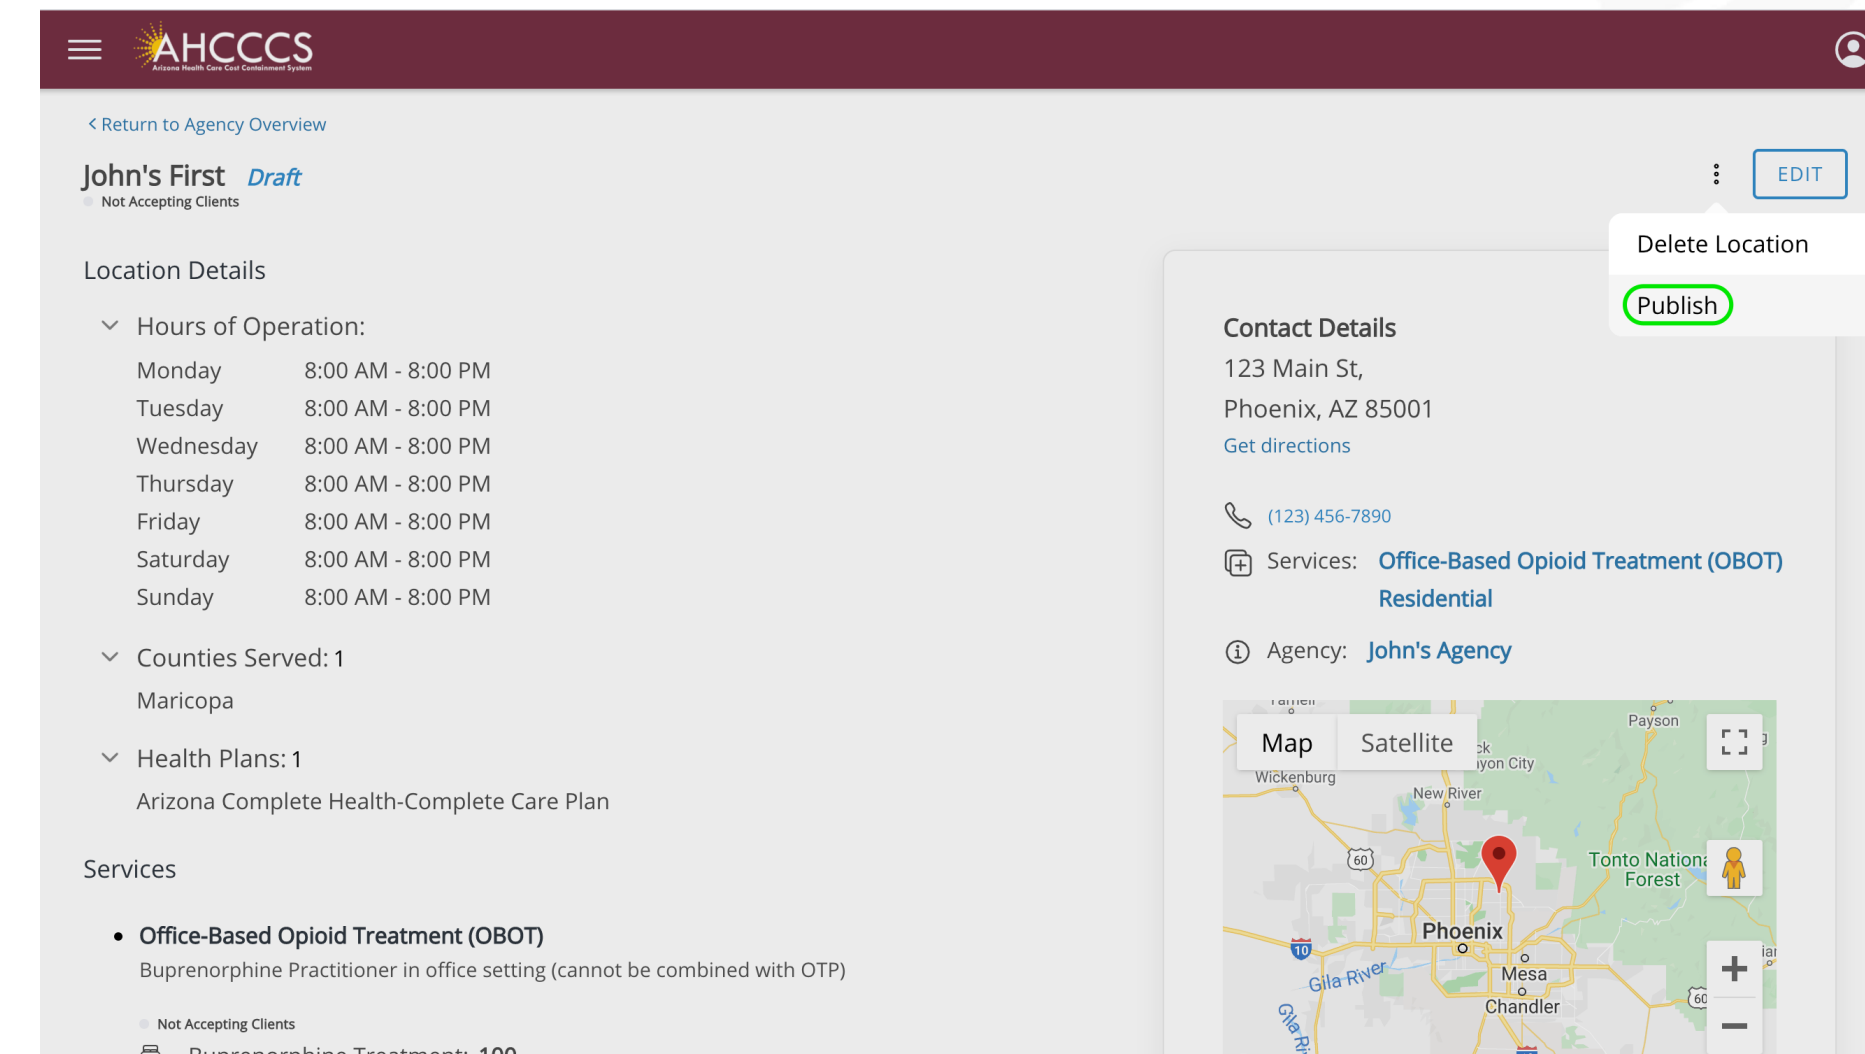 AHCCCS
Arizona Health Care Cost Containment System
Return to Agency Overview
John's First Draft
Not Accepting Clients
EDIT
Delete Location
Publish
Location Details
Hours of Operation:
Monday 8:00 AM - 8:00 PM
Tuesday 8:00 AM - 8:00 PM
Wednesday 8:00 AM - 8:00 PM
Thursday 8:00 AM - 8:00 PM
Friday 8:00 AM - 8:00 PM
Saturday 8:00 AM - 8:00 PM
Sunday 8:00 AM - 8:00 PM
Counties Served: 1
Maricopa
Health Plans: 1
Arizona Complete Health-Complete Care Plan
Services
Office-Based Opioid Treatment (OBOT)
Buprenorphine Practitioner in office setting (cannot be combined with OTP)
Not Accepting Clients
Buprenorphine Treatment: 100
Contact Details
123 Main St,
Phoenix, AZ 85001
Get directions
(123) 456-7890
Services: Office-Based Opioid Treatment (OBOT)
Residential
Agency: John's Agency
Map Satellite
Payson
Wickenburg
New River
60
Tonto
Forest
Phoenix
10
Gila River
Mesa
Chandler
60